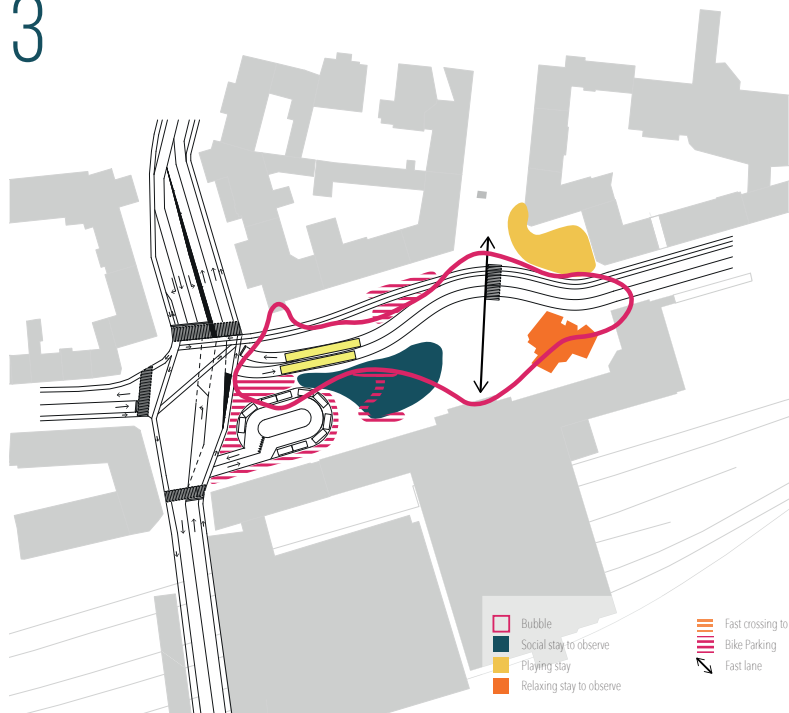 3
Bubble
Social stay to observe
Playing stay
Relaxing stay to observe
Fast crossing to
Bike Parking
Fast lane